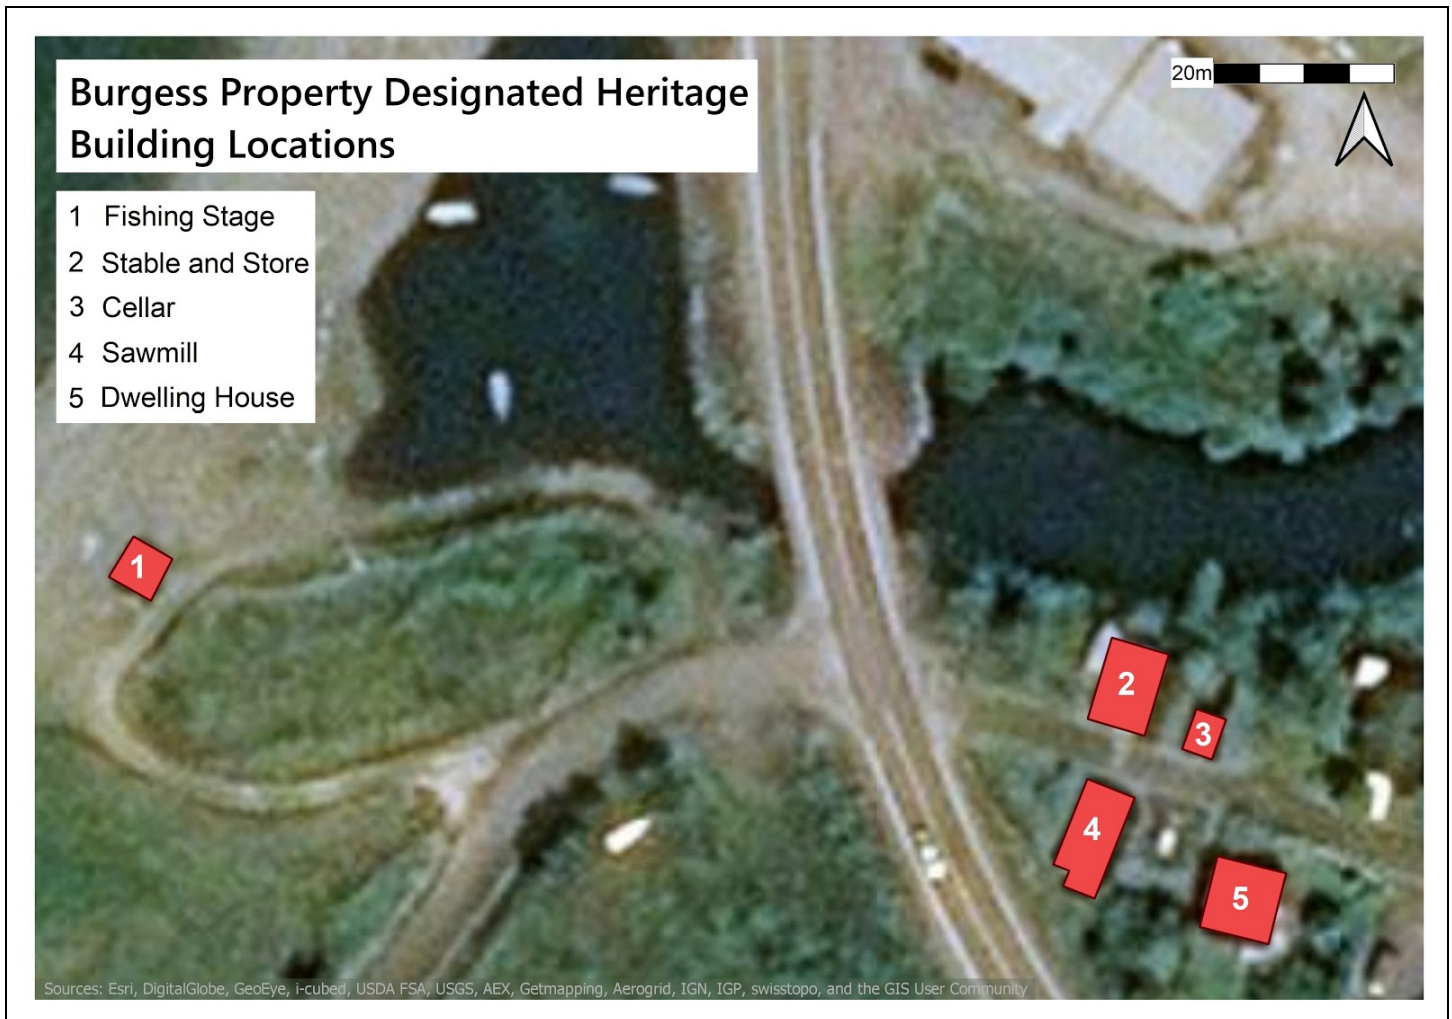 Burgess Property Designated Heritage
Building Locations
20m
1 Fishing Stage
2 Stable and Store
3 Cellar
4 Sawmill
5 Dwelling House
1
2
3
4
5
Sources: Esri, DigitalGlobe, GeoEye, i-cubed, USDA FSA, USGS, AEX, Getmapping, Aerogrid, IGN, IGP, swisstopo, and the GIS User Community